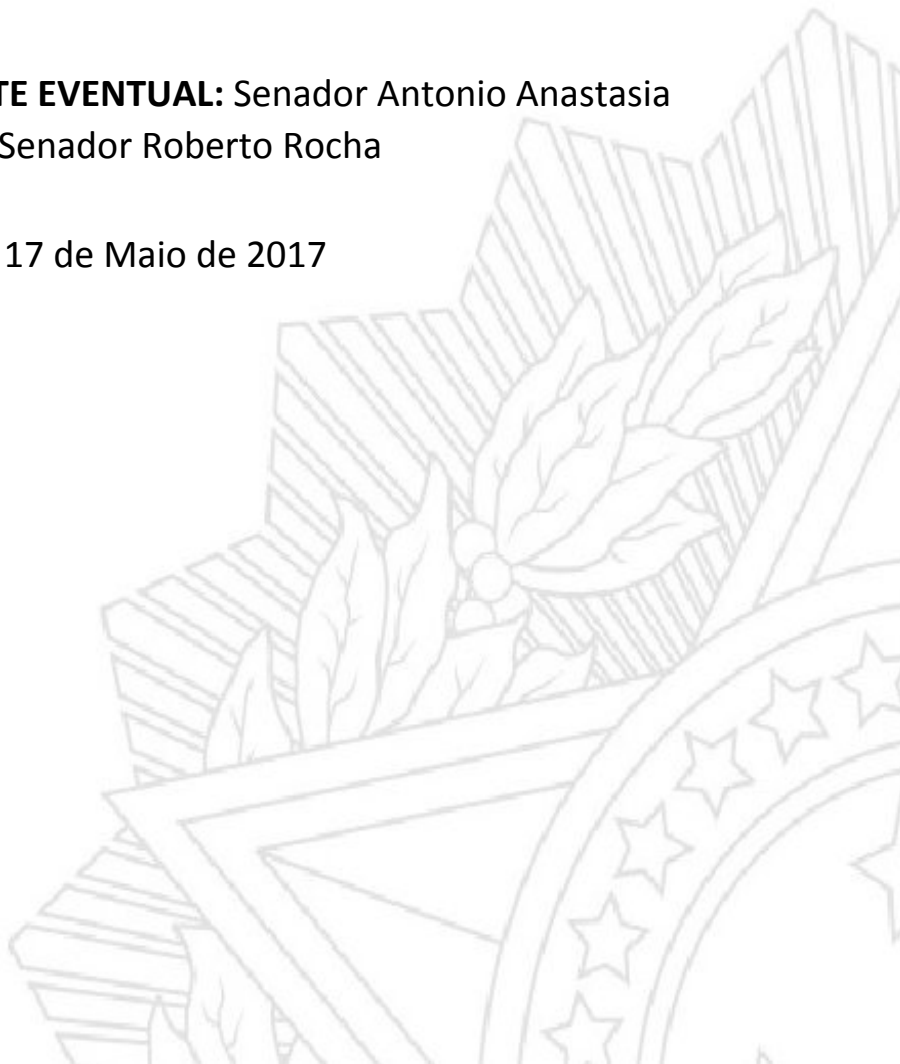 TE EVENTUAL: Senador Antonio Anastasia
Senador Roberto Rocha
17 de Maio de 2017